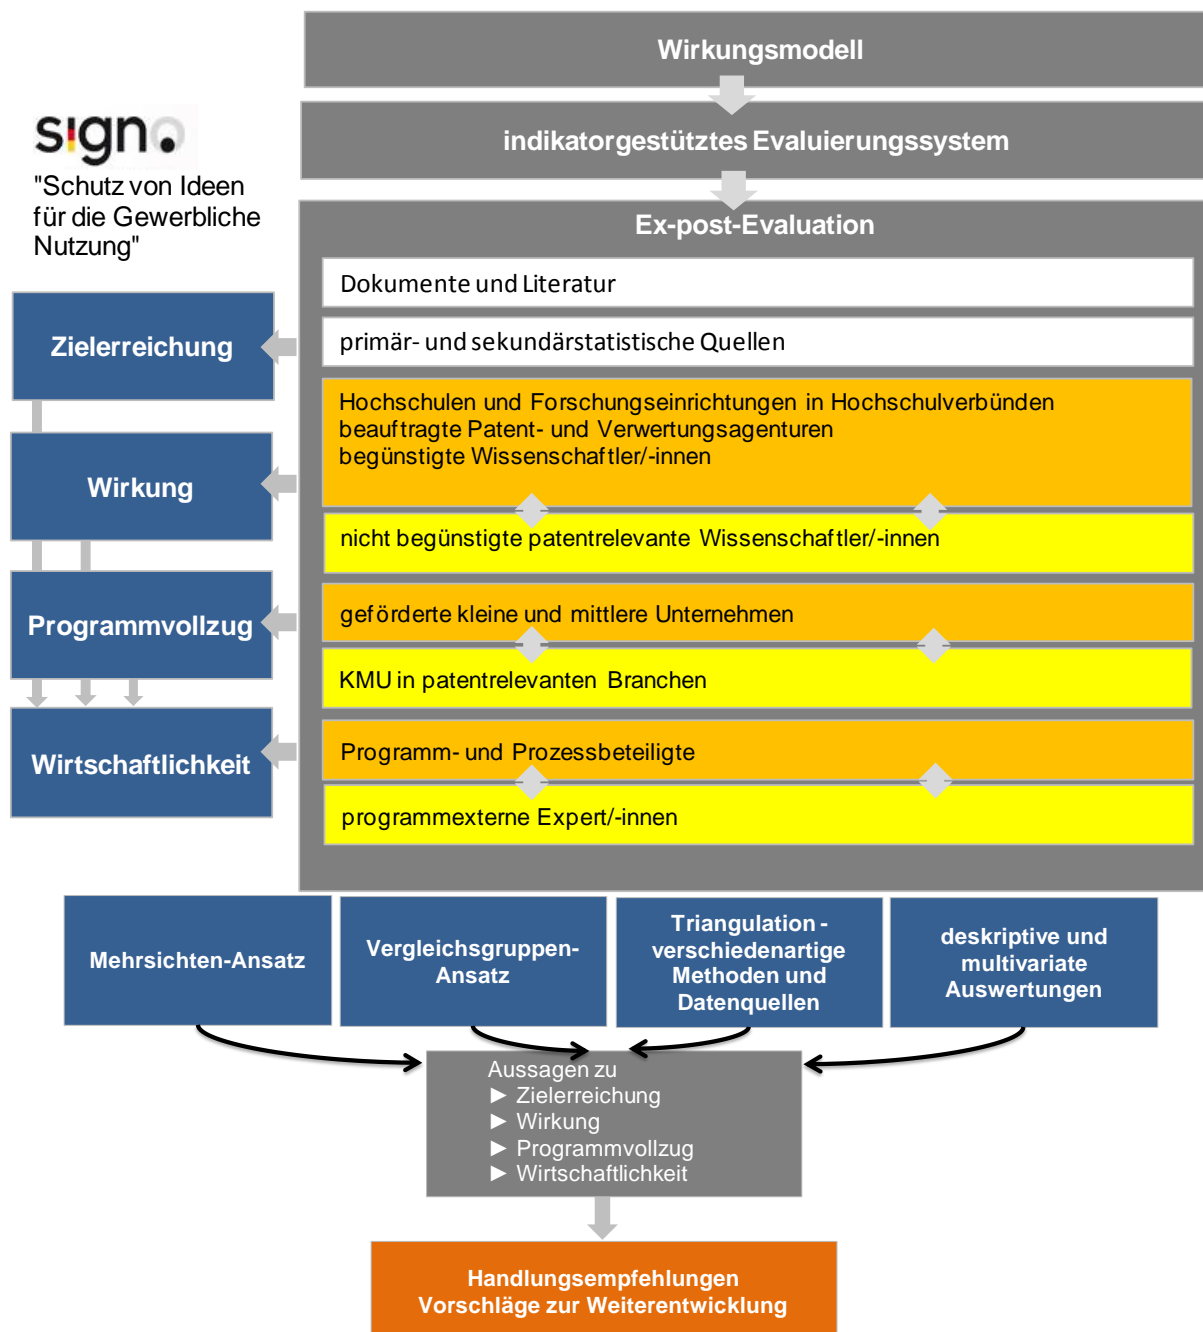 Wirkungsmodell
indikatorgestütztes Evaluierungssystem
signo
"Schutz von Ideen
für die Gewerbliche
Nutzung"
Ex-post-Evaluation
Dokumente und Literatur
primär- und sekundärstatistische Quellen
Hochschulen und Forschungseinrichtungen in Hochschulverbünden
beauftragte Patent- und Verwertungsagenturen
begünstigte Wissenschaftler/-innen
nicht begünstigte patentrelevante Wissenschaftler/-innen
geförderte kleine und mittlere Unternehmen
KMU in patentrelevanten Branchen
Programm- und Prozessbeteiligte
programmexterne Expert/-innen
Zielerreichung
Wirkung
Programmvollzug
Wirtschaftlichkeit
Mehrsichten-Ansatz
Vergleichsgruppen-
Ansatz
Triangulation -
verschiedenartige
Methoden und
Datenquellen
deskriptive und
multivariate
Auswertungen
Aussagen zu
► Zielerreichung
► Wirkung
► Programmvollzug
► Wirtschaftlichkeit
Handlungsempfehlungen
Vorschläge zur Weiterentwicklung